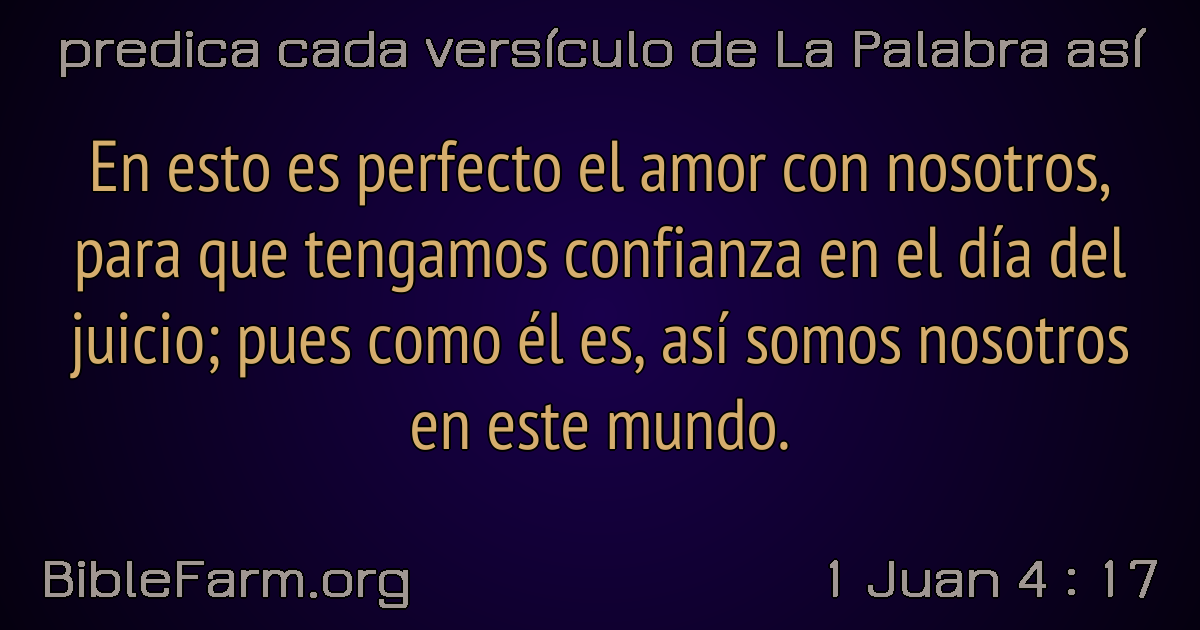 predica cada versículo de La Palabra así
En esto es perfecto el amor con nosotros,
para que tengamos confianza en el día del
juicio; pues como él es, así somos nosotros
en este mundo.
BibleFarm.org
1 Juan 4 : 17